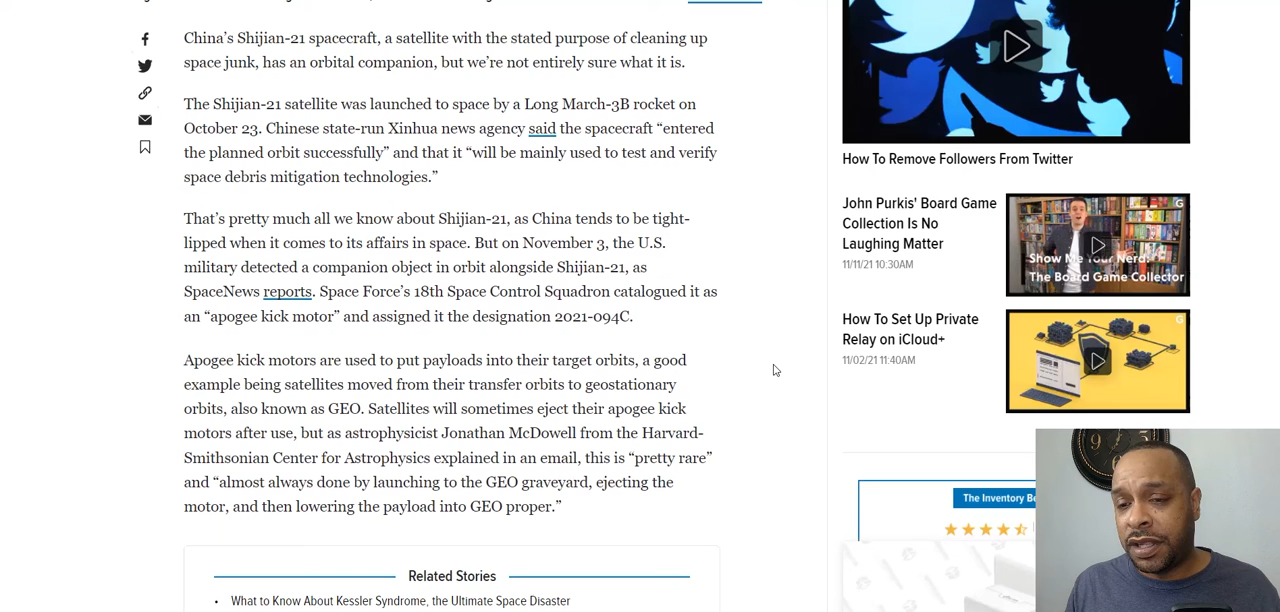 China's Shijian-21 spacecraft, a satellite with the stated purpose of cleaning up
space junk, has an orbital companion, but we're not entirely sure what it is.
The Shijian-21 satellite was launched to space by a Long March-3B rocket on
October 23. Chinese state-run Xinhua news agency said the spacecraft “entered
the planned orbit successfully” and that it “will be mainly used to test and verify
space debris mitigation technologies.”
That's pretty much all we know about Shijian-21, as China tends to be tight-
lipped when it comes to its affairs in space. But on November 3, the U.S.
military detected a companion object in orbit alongside Shijian-21, as
SpaceNews reports. Space Force's 18th Space Control Squadron catalogued it as
an “apogee kick motor” and assigned it the designation 2021-094C.
Apogee kick motors are used to put payloads into their target orbits, a good
example being satellites moved from their transfer orbits to geostationary
orbits, also known as GEO. Satellites will sometimes eject their apogee kick
motors after use, but as astrophysicist Jonathan McDowell from the Harvard-
Smithsonian Center for Astrophysics explained in an email, this is “pretty rare”
and “almost always done by launching to the GEO graveyard, ejecting the
motor, and then lowering the payload into GEO proper.”
Related Stories
• What to Know About Kessler Syndrome, the Ultimate Space Disaster
How To Remove Followers From Twitter
John Purkis' Board Game
Collection Is No
Laughing Matter
11/11/21 10:30AM
G
Show Me Your Nerd:
The Board Game Collector
How To Set Up Private
Relay on iCloud+
11/02/21 11:40AM
G
The Inventory Be
9
3